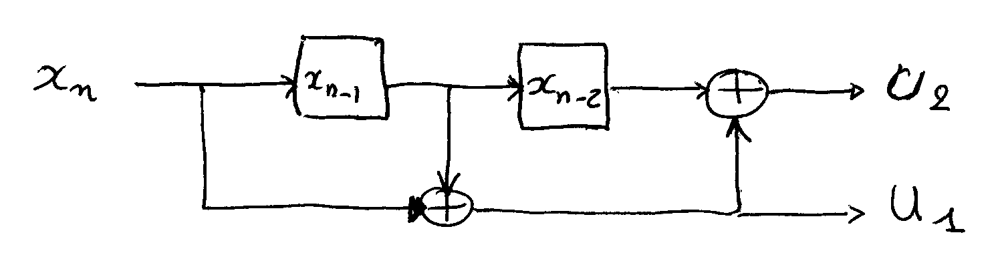 xₙ
xₙ₋₁
xₙ₋₂
+
U₂
+
U₁